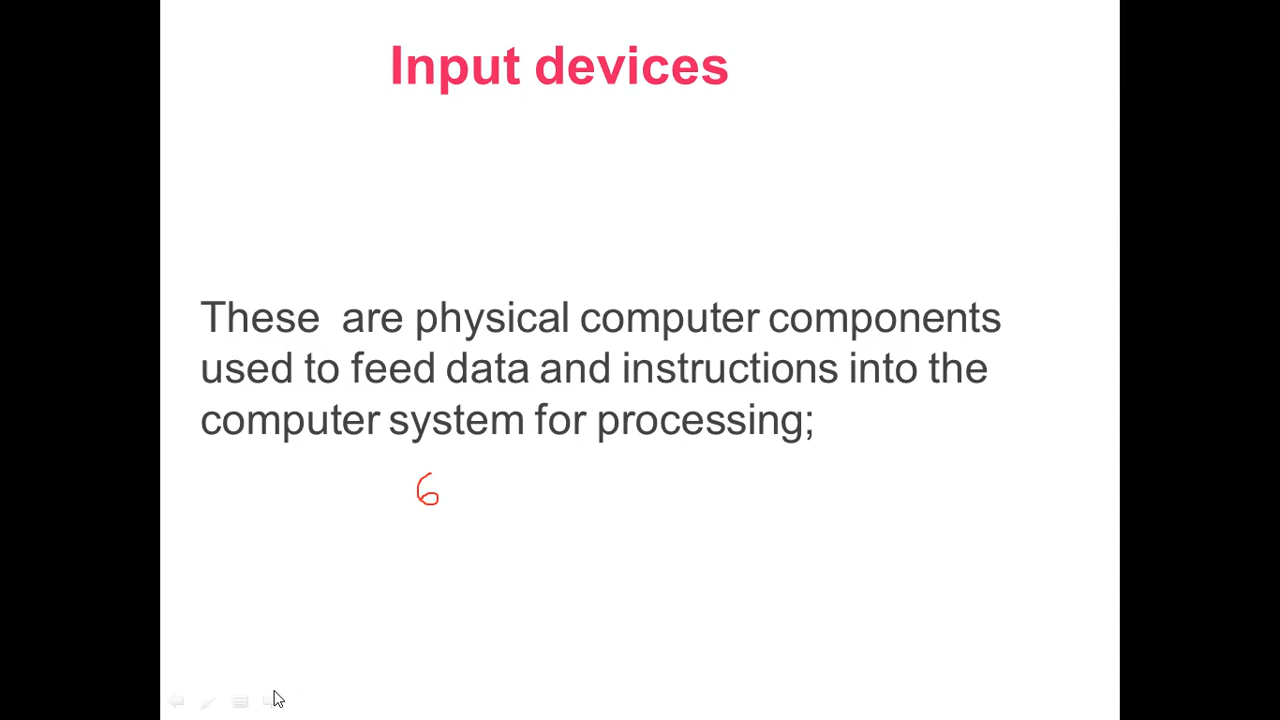 Input devices
These  are physical computer components
used to feed data and instructions into the
computer system for processing;
6